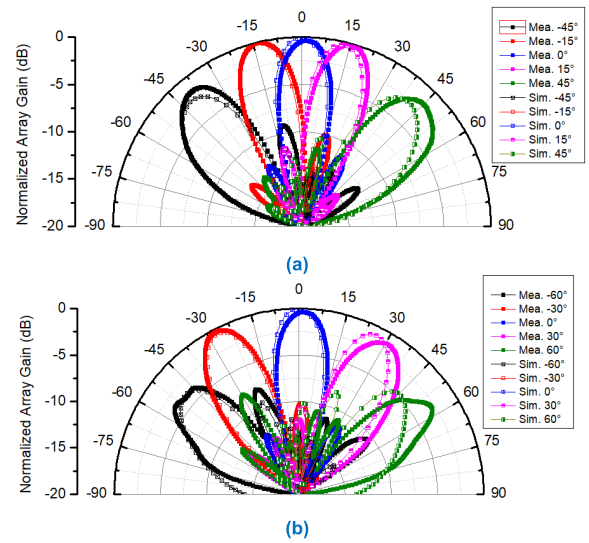 0
-15
15
-30
30
-45
45
-75
75
-90
90
0
-5
-10
-15
-20
Normalized Array Gain (dB)
Mea. -45°
Mea. -15°
Mea. 0°
Mea. 15°
Mea. 45°
Sim. -45°
Sim. -15°
Sim. 0°
Sim. 15°
Sim. 45°
(a)
0
-15
15
-30
30
-45
45
-75
75
-90
90
0
-5
-10
-15
-20
Normalized Array Gain (dB)
Mea. -60°
Mea. -30°
Mea. 0°
Mea. 30°
Mea. 60°
Sim. -60°
Sim. -30°
Sim. 0°
Sim. 30°
Sim. 60°
(b)